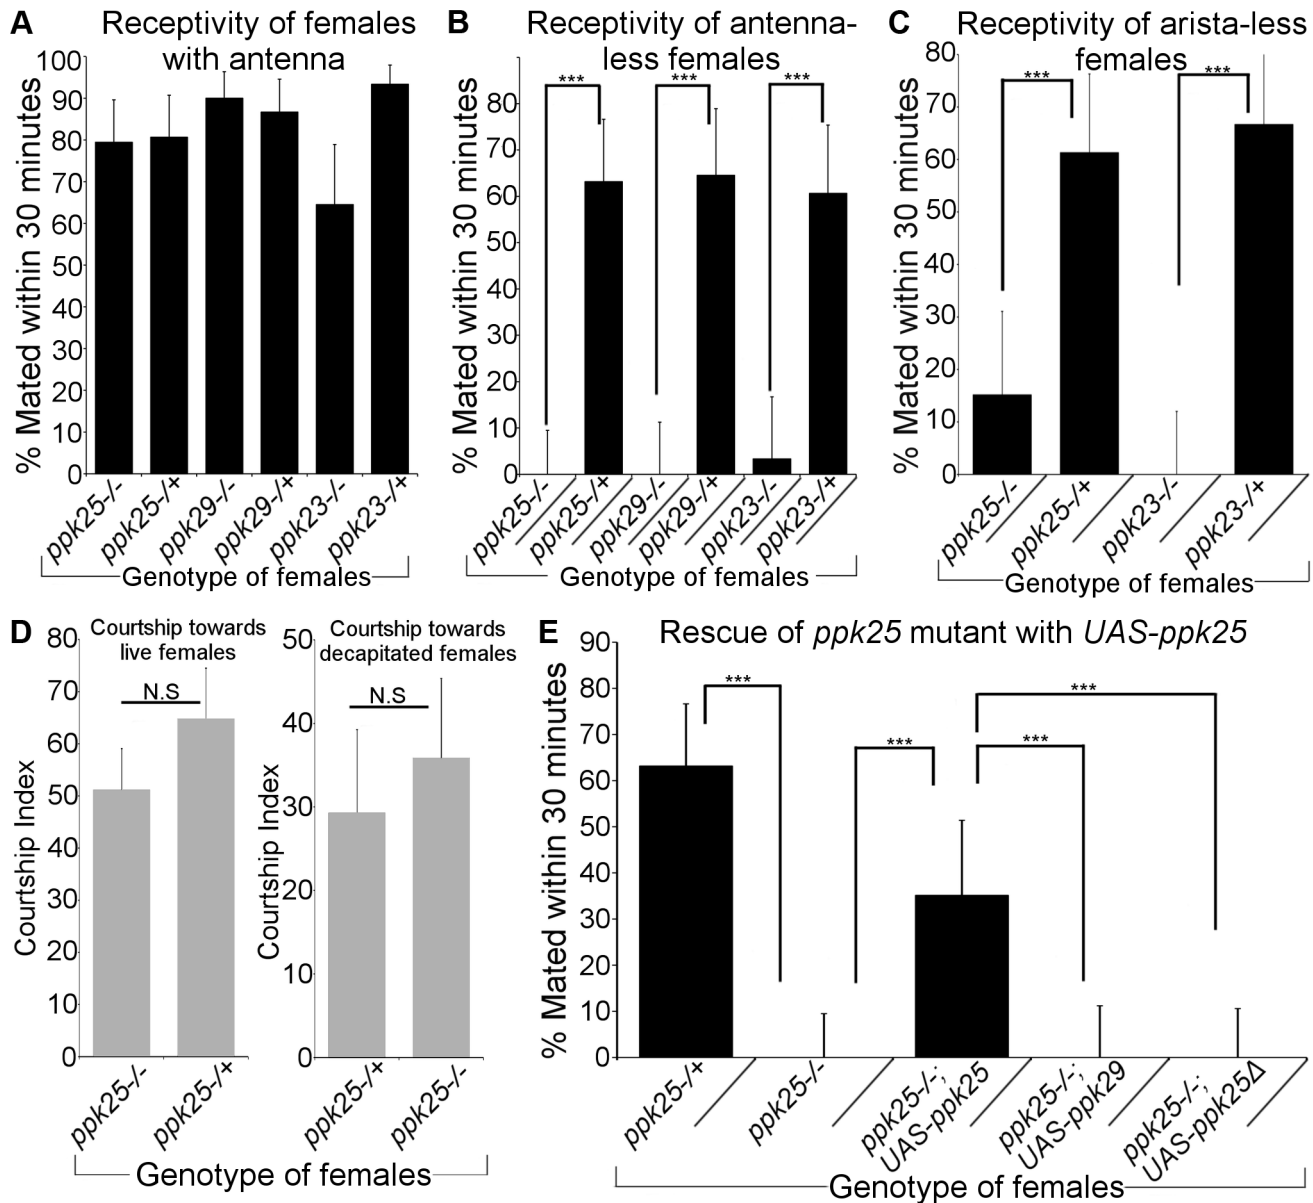 A
Receptivity of females
with antenna
% Mated within 30 minutes
100
90
80
70
60
50
40
30
20
10
0
ppk25-/-
ppk25-/+
ppk29-/-
ppk29-/+
ppk23-/-
ppk23-/+
Genotype of females
B
Receptivity of antenna-
less females
% Mated within 30 minutes
80
70
60
50
40
30
20
10
0
***
***
***
ppk25-/-
ppk25-/+
ppk29-/-
ppk29-/+
ppk23-/-
ppk23-/+
Genotype of females
C
Receptivity of arista-less
females
% Mated within 30 minutes
80
70
60
50
40
30
20
10
0
***
***
ppk25-/-
ppk25-/+
ppk23-/-
ppk23-/+
Genotype of females
D
Courtship towards
live females
Courtship Index
80
70
60
50
40
30
20
10
0
N.S
ppk25-/-
ppk25-/+
Courtship towards
decapitated females
Courtship Index
50
40
30
20
10
0
N.S
ppk25-/+
ppk25-/-
Genotype of females
E
Rescue of ppk25 mutant with UAS-ppk25
% Mated within 30 minutes
90
80
70
60
50
40
30
20
10
0
***
***
***
***
ppk25-/+
ppk25-/-
ppk25-/-;
UAS-ppk25
ppk25-/-;
UAS-ppk29
ppk25-/-;
UAS-ppk25Δ
Genotype of females